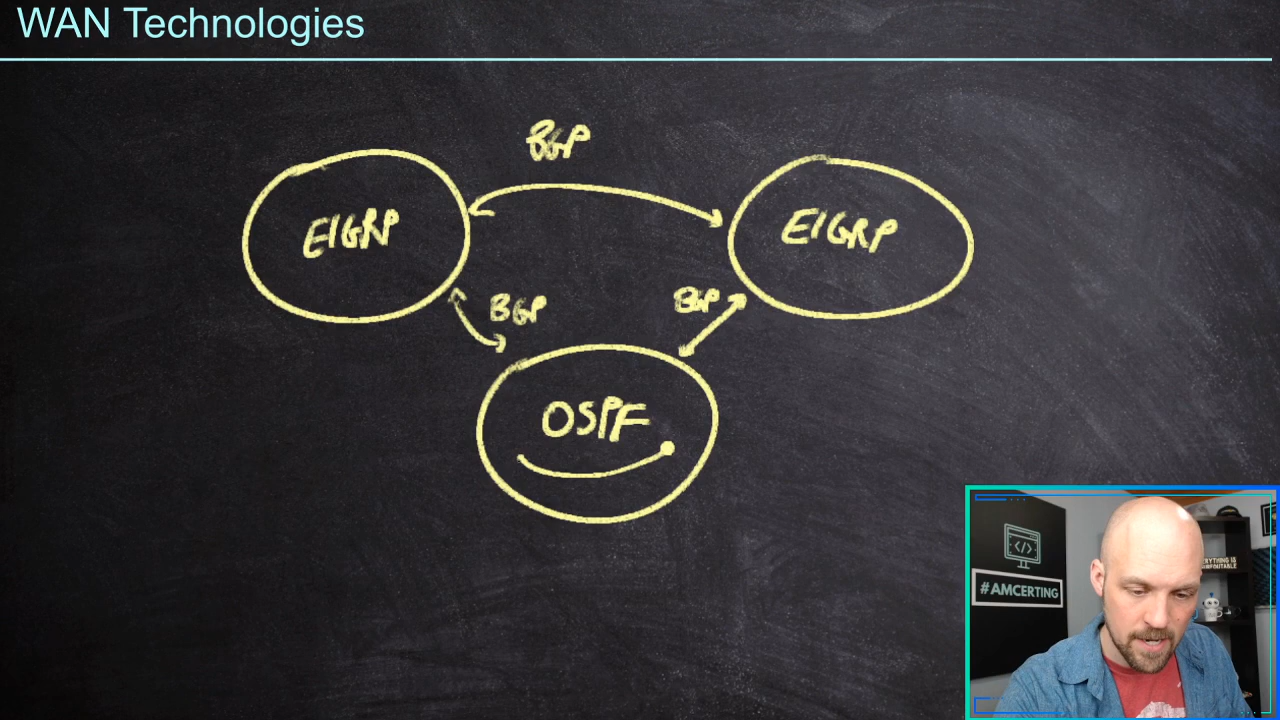 WAN Technologies
BGP
EIGRP
EIGRP
BGP
BGP
OSPF
</>
#AMCERTING